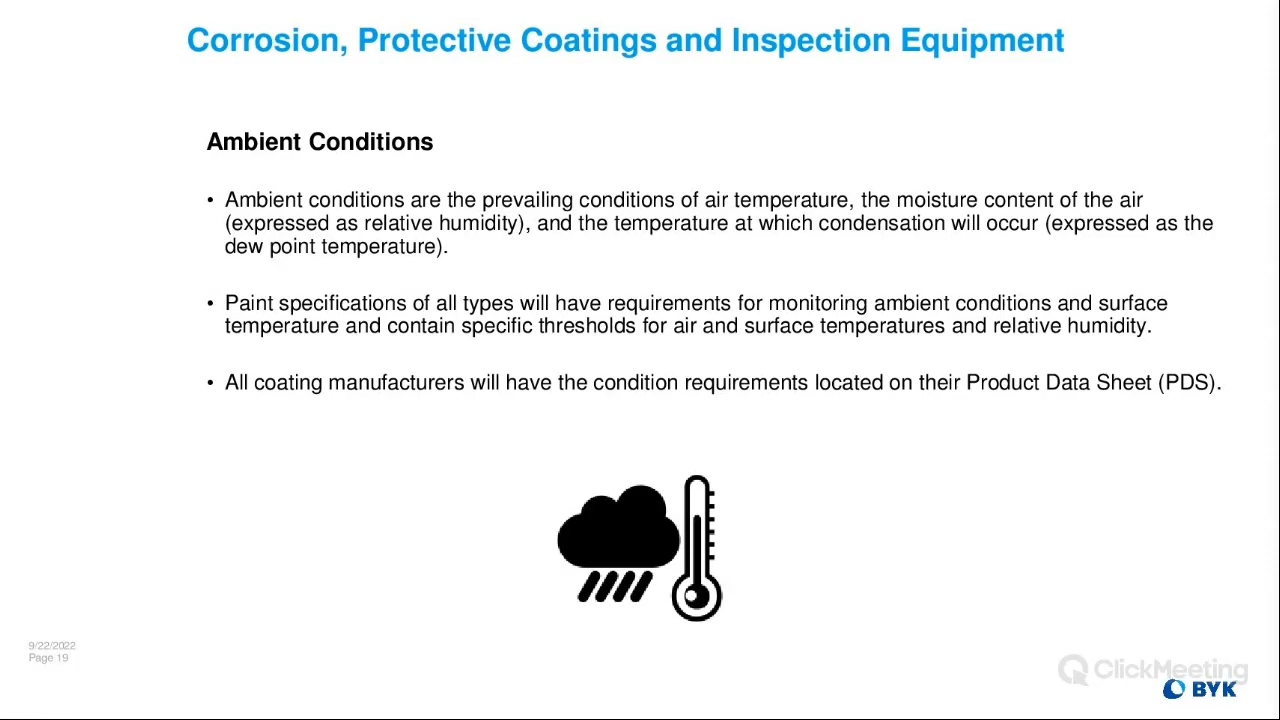 Corrosion, Protective Coatings and Inspection Equipment
Ambient Conditions
• Ambient conditions are the prevailing conditions of air temperature, the moisture content of the air
(expressed as relative humidity), and the temperature at which condensation will occur (expressed as the
dew point temperature).
• Paint specifications of all types will have requirements for monitoring ambient conditions and surface
temperature and contain specific thresholds for air and surface temperatures and relative humidity.
• All coating manufacturers will have the condition requirements located on their Product Data Sheet (PDS).
9/22/2022
Page 19
ClickMeeting
BYK